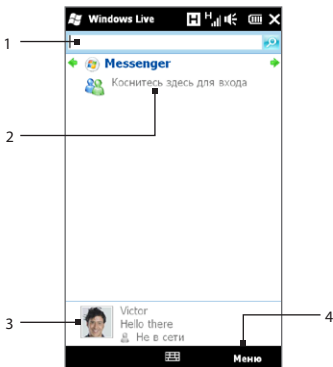 Windows Live H H
1
Messenger
Коснитесь здесь для входа
2
Victor
3
Hello there
Не в сети
4
Меню